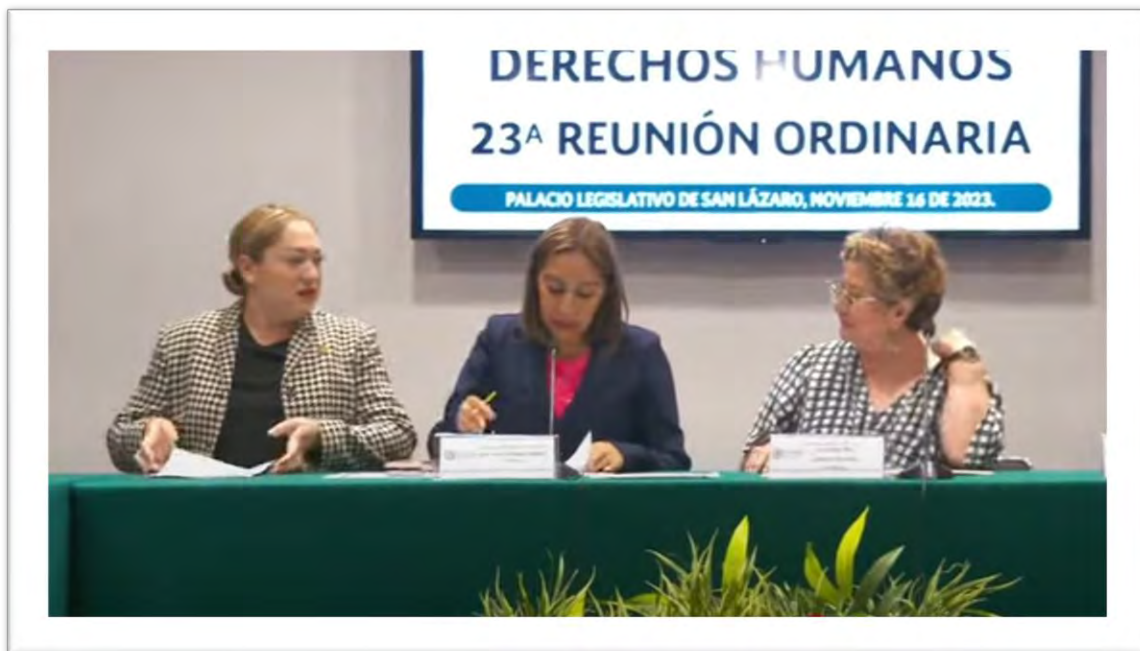 DERECHOS HUMANOS
23ᴬ REUNIÓN ORDINARIA
PALACIO LEGISLATIVO DE SAN LÁZARO, NOVIEMBRE 16 DE 2023.